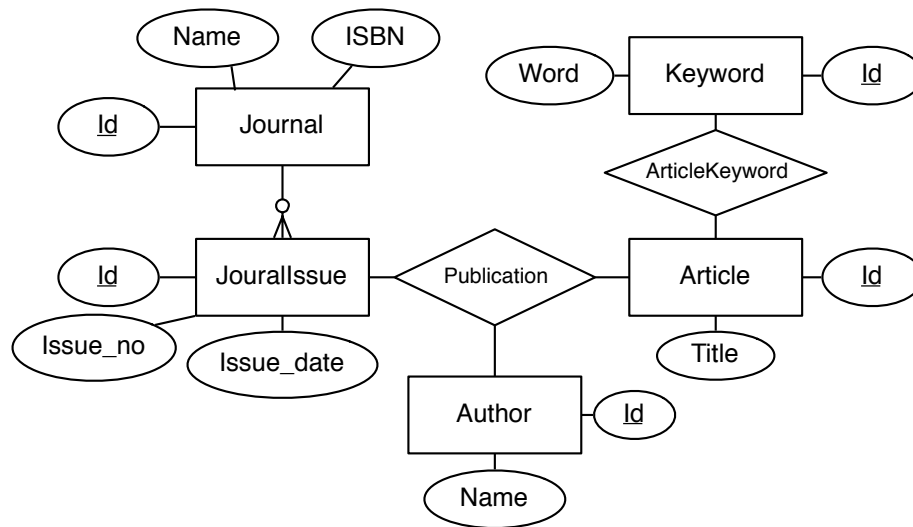 Name
ISBN
Word
Keyword
Id
Id
Journal
ArticleKeyword
Id
JouralIssue
Publication
Article
Id
Issue_no
Issue_date
Title
Author
Id
Name